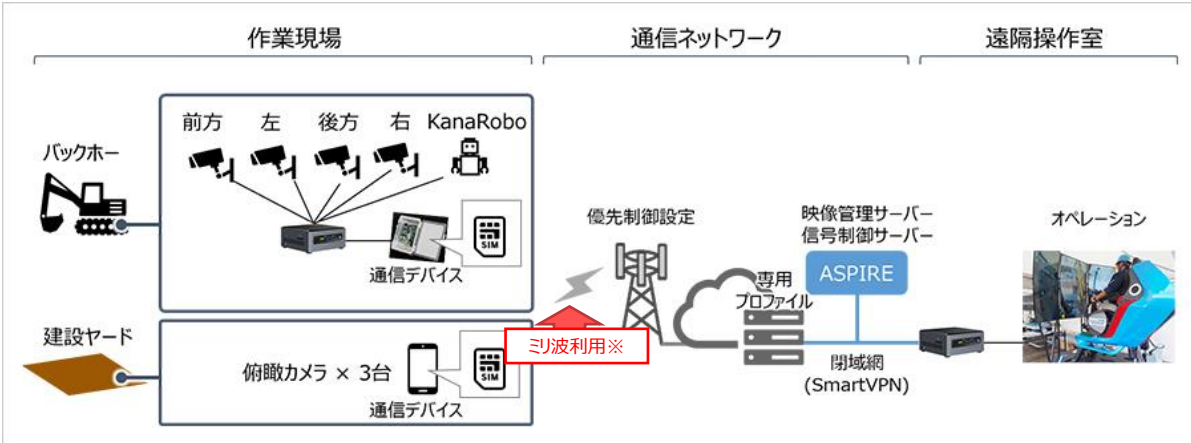 作業現場
通信ネットワーク
遠隔操作室
前方 左 後方 右 KanaRobo
バックホー
SIM
通信デバイス
建設ヤード
俯瞰カメラ × 3台
SIM
通信デバイス
ミリ波利用※
優先制御設定
専用
プロファイル
映像管理サーバー
信号制御サーバー
ASPIRE
閉域網
(SmartVPN)
オペレーション